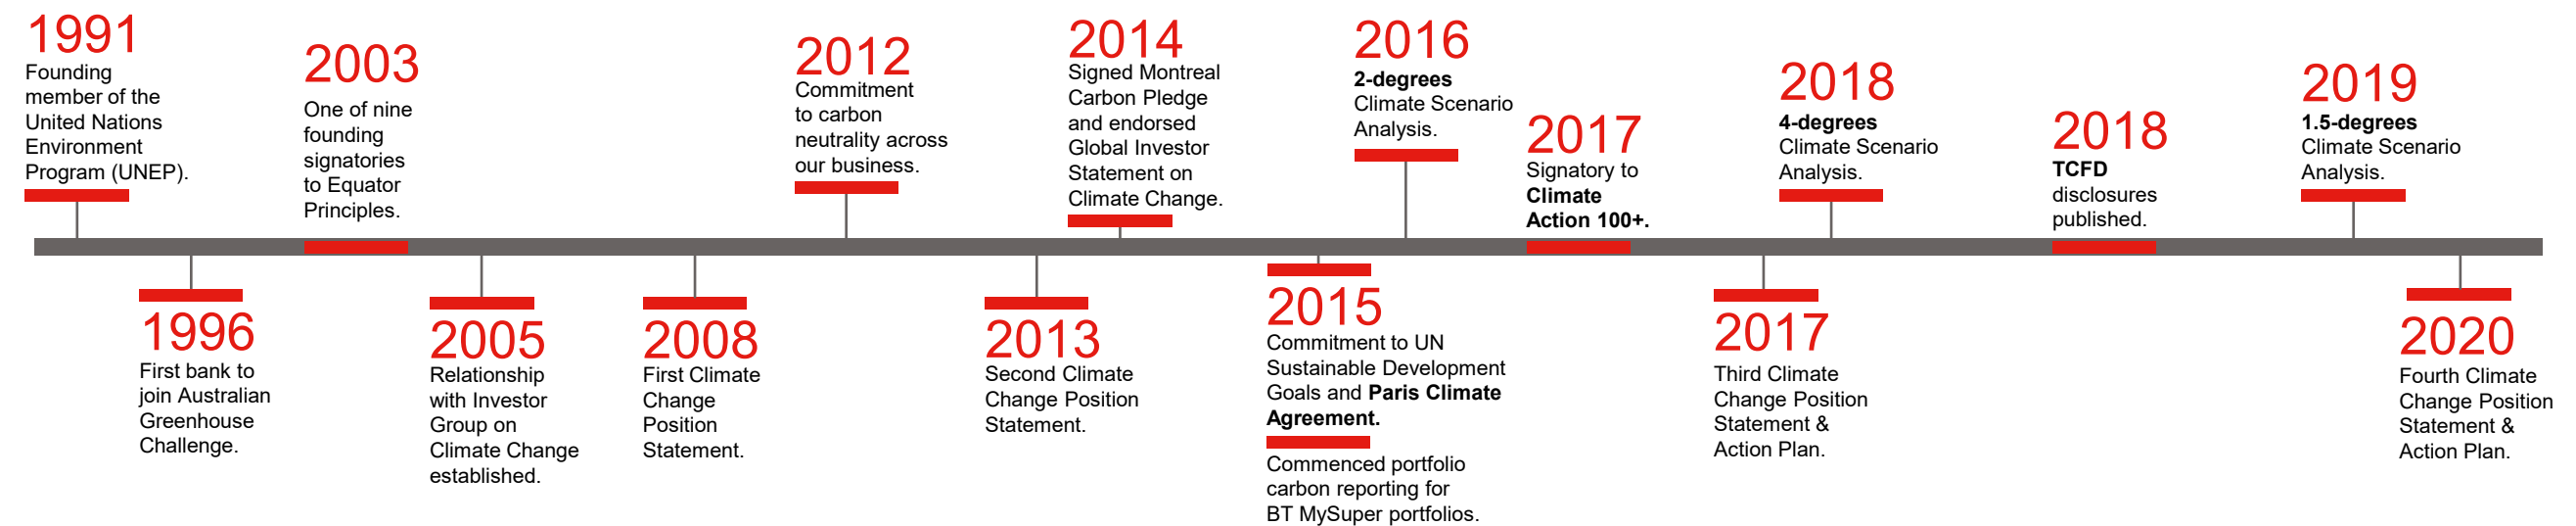 1991
Founding
member of the
United Nations
Environment
Program (UNEP).
1996
First bank to
join Australian
Greenhouse
Challenge.
2003
One of nine
founding
signatories
to Equator
Principles.
2005
Relationship
with Investor
Group on
Climate Change
established.
2008
First Climate
Change
Position
Statement.
2012
Commitment
to carbon
neutrality across
our business.
2013
Second Climate
Change Position
Statement.
2014
Signed Montreal
Carbon Pledge
and endorsed
Global Investor
Statement on
Climate Change.
2015
Commitment to UN
Sustainable Development
Goals and Paris Climate
Agreement.
Commenced portfolio
carbon reporting for
BT MySuper portfolios.
2016
2-degrees
Climate Scenario
Analysis.
2017
Signatory to
Climate
Action 100+.
2017
Third Climate
Change Position
Statement &
Action Plan.
2018
4-degrees
Climate Scenario
Analysis.
2018
TCFD
disclosures
published.
2019
1.5-degrees
Climate Scenario
Analysis.
2020
Fourth Climate
Change Position
Statement &
Action Plan.